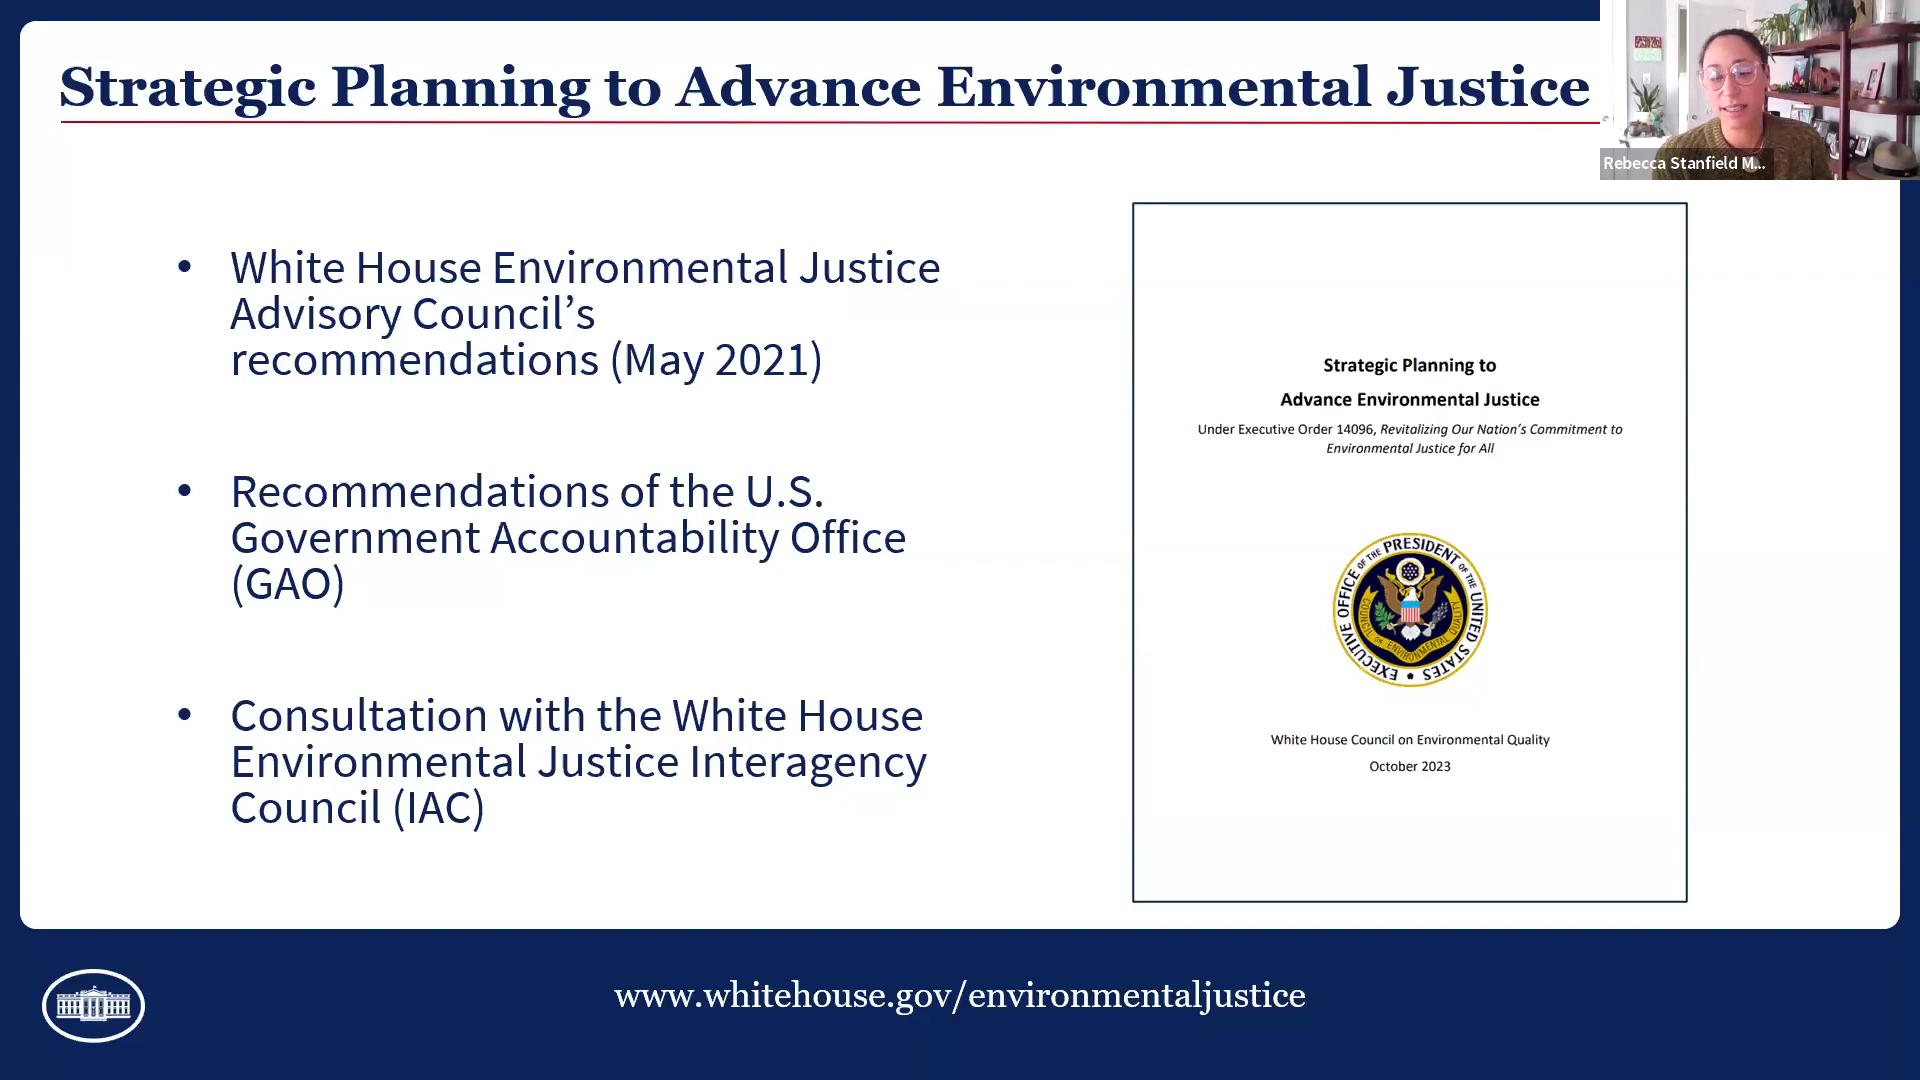 Strategic Planning to Advance Environmental Justice
Rebecca Stanfield M...
• White House Environmental Justice
Advisory Council’s
recommendations (May 2021)
• Recommendations of the U.S.
Government Accountability Office
(GAO)
• Consultation with the White House
Environmental Justice Interagency
Council (IAC)
Strategic Planning to
Advance Environmental Justice
Under Executive Order 14096, Revitalizing Our Nation’s Commitment to
Environmental Justice for All
EXECUTIVE OFFICE OF THE PRESIDENT OF THE UNITED STATES
COUNCIL ON ENVIRONMENTAL QUALITY
White House Council on Environmental Quality
October 2023
www.whitehouse.gov/environmentaljustice